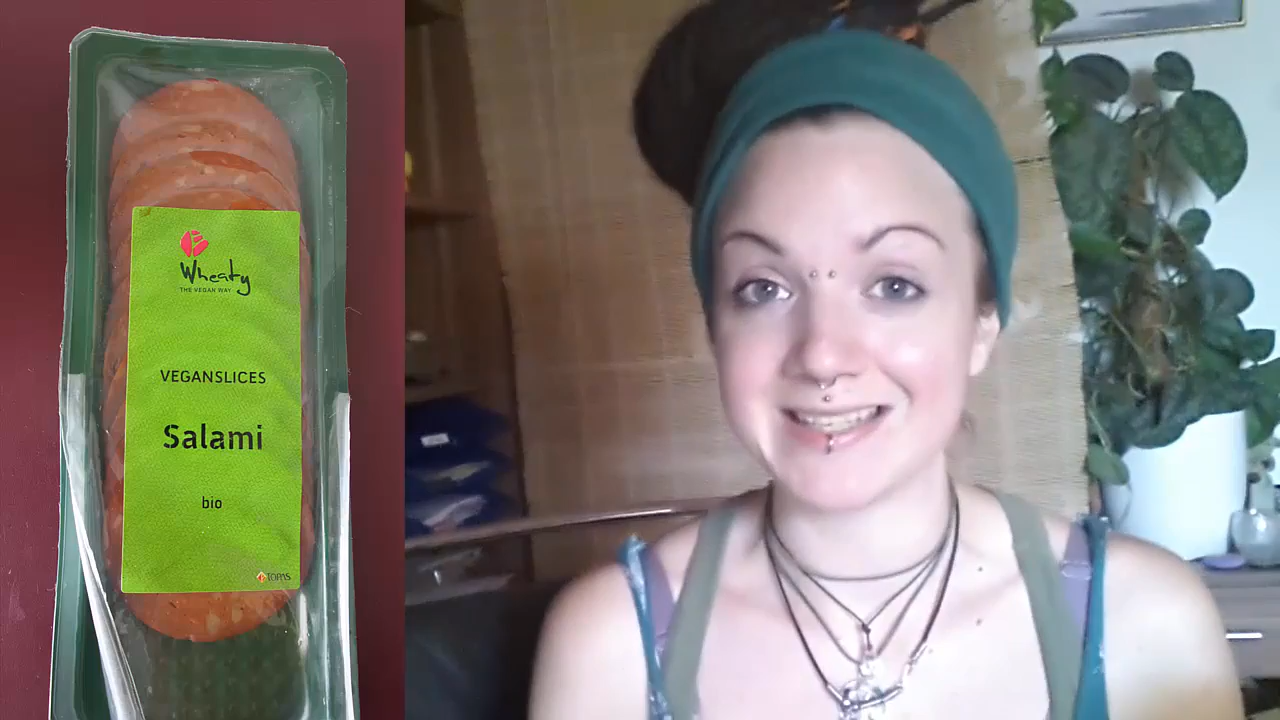 Wheaty
THE VEGAN WAY
VEGANSLICES
Salami
bio
TOPAS